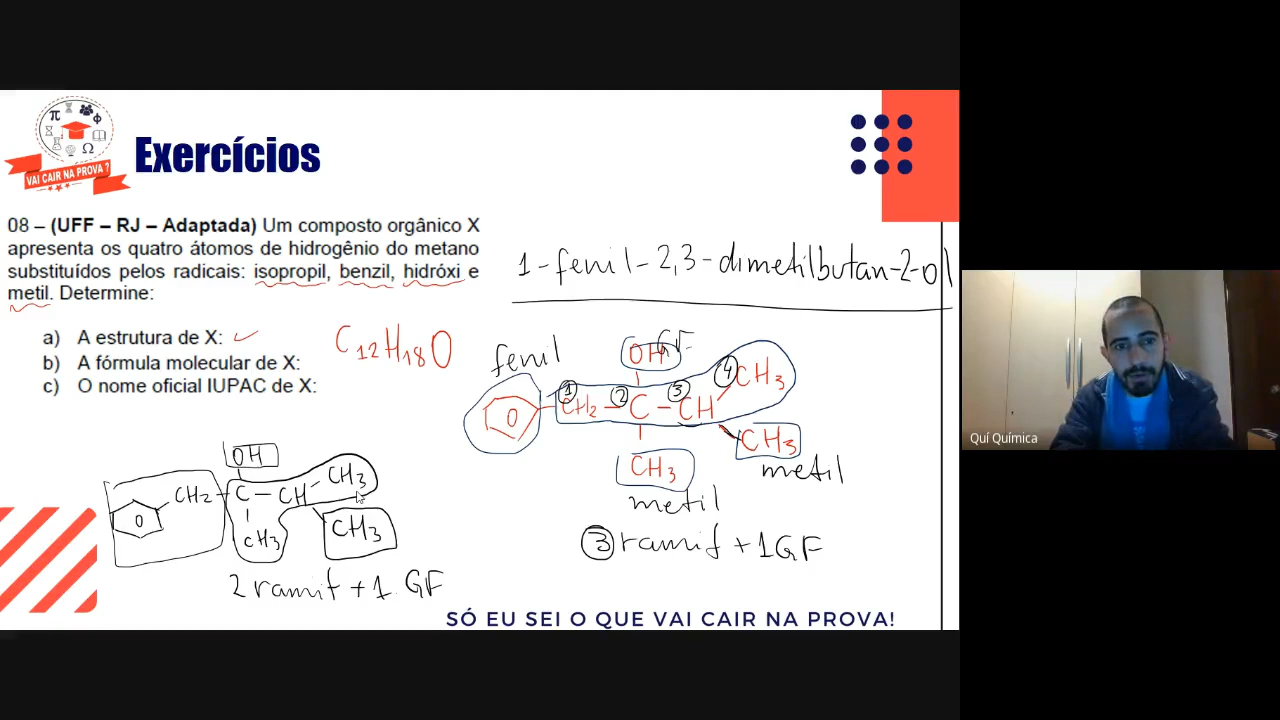 VAI CAIR NA PROVA ?
Exercícios
08 – (UFF – RJ – Adaptada) Um composto orgânico X
apresenta os quatro átomos de hidrogênio do metano
substituídos pelos radicais: isopropil, benzil, hidróxi e
metil. Determine:
a) A estrutura de X:
b) A fórmula molecular de X:
c) O nome oficial IUPAC de X:
C12H18O
1-fenil-2,3-dimetilbutan-2-ol
fenil
OH GF
1 2 3 4
CH2 – C – CH CH3
CH3 CH3
metil metil
3 ramif + 1GF
OH
CH2 – C – CH – CH3
CH3 CH3
2 ramif + 1 GF
SÓ EU SEI O QUE VAI CAIR NA PROVA!
Quí Química